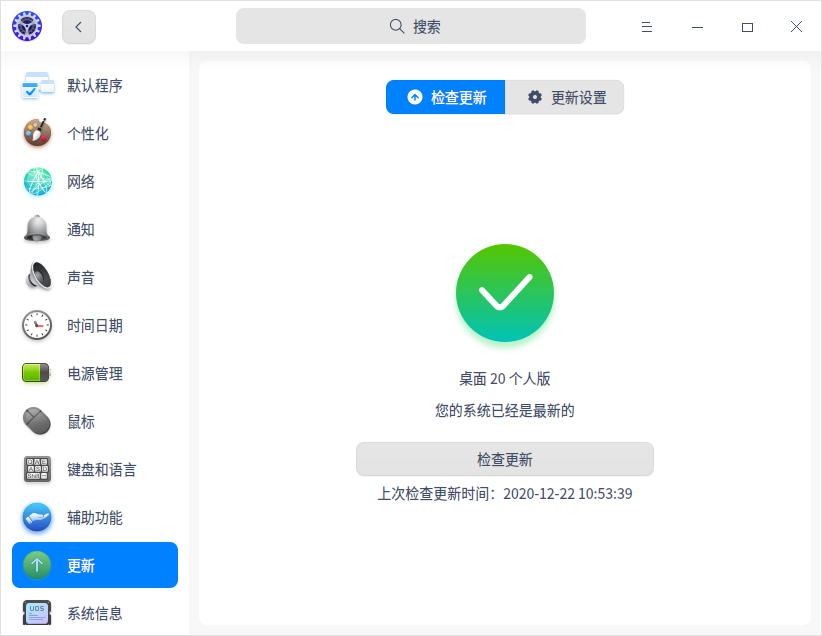 搜索
默认程序
个性化
网络
通知
声音
时间日期
电源管理
鼠标
键盘和语言
辅助功能
更新
UOS
系统信息
检查更新
更新设置
桌面 20 个人版
您的系统已经是最新的
检查更新
上次检查更新时间：2020-12-22 10:53:39